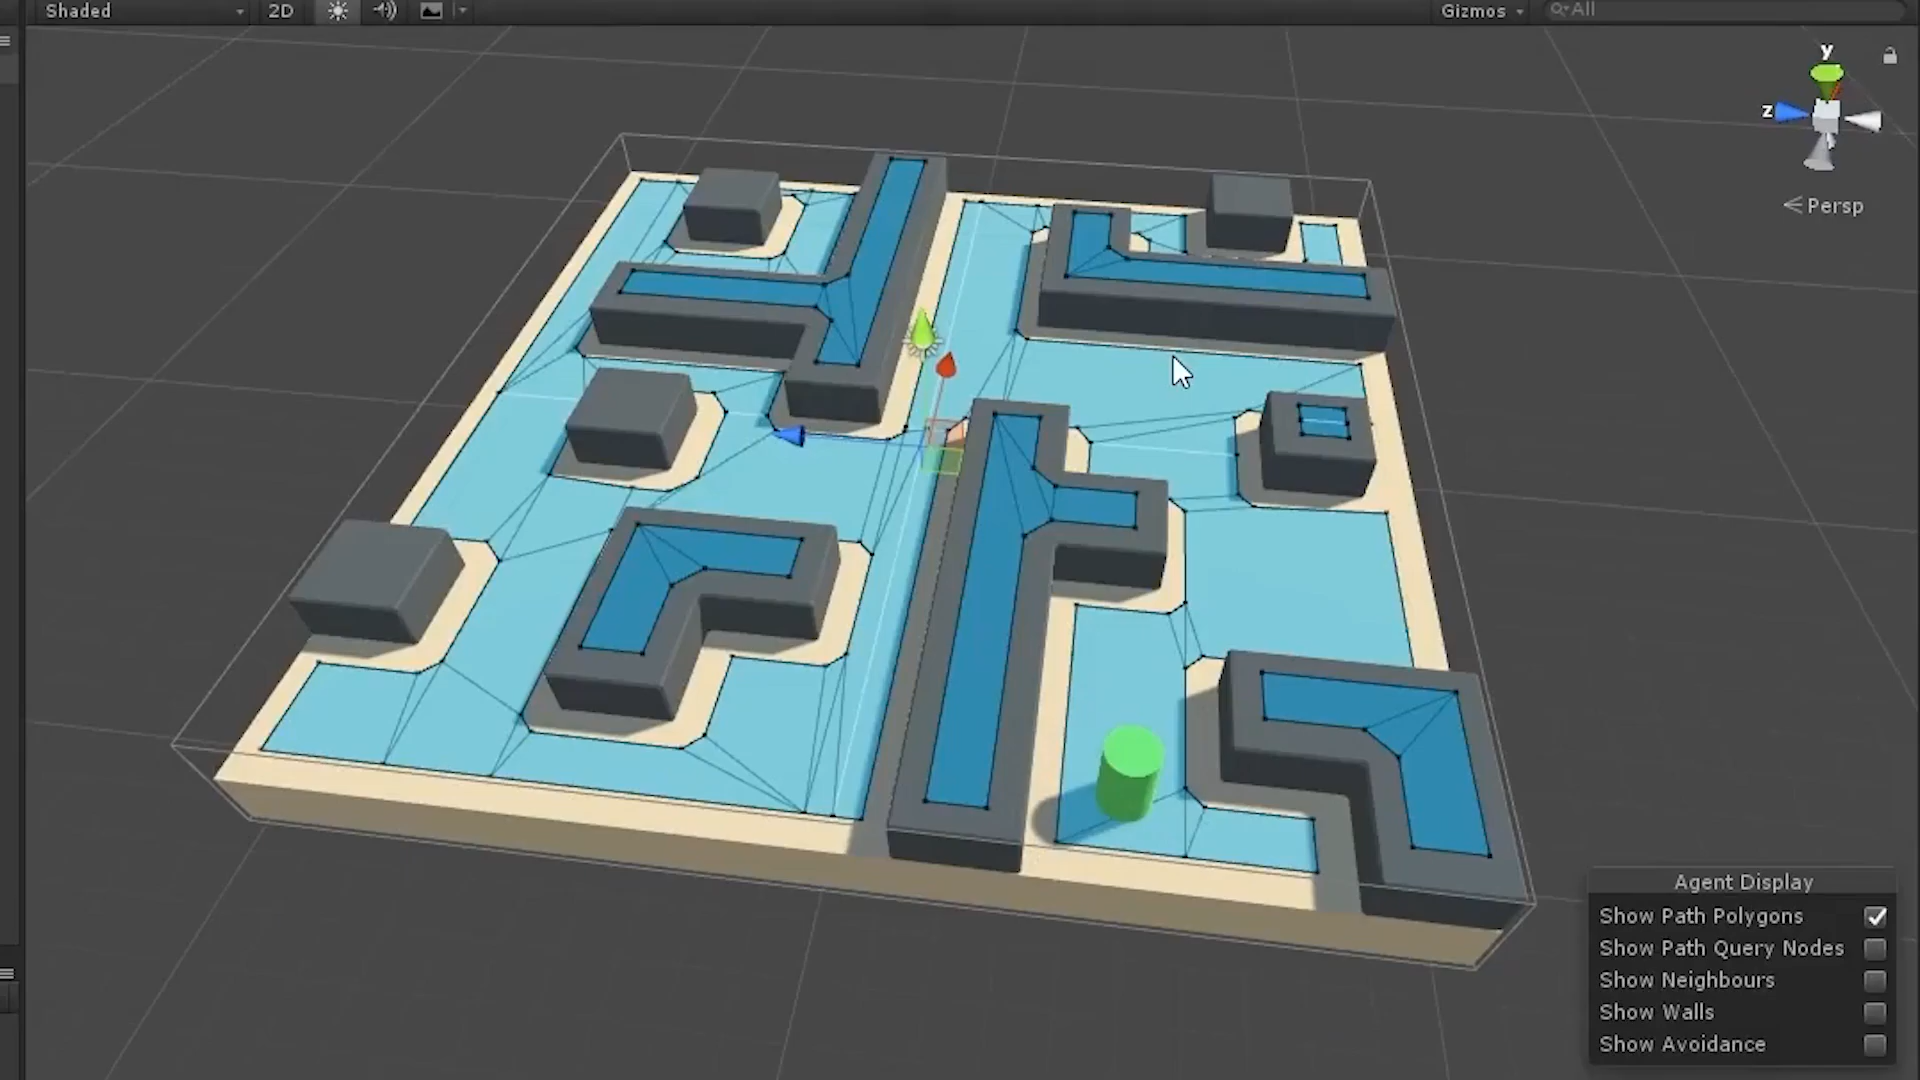 Shaded
2D
Gizmos
All
y
z
Persp
Agent Display
Show Path Polygons
Show Path Query Nodes
Show Neighbours
Show Walls
Show Avoidance